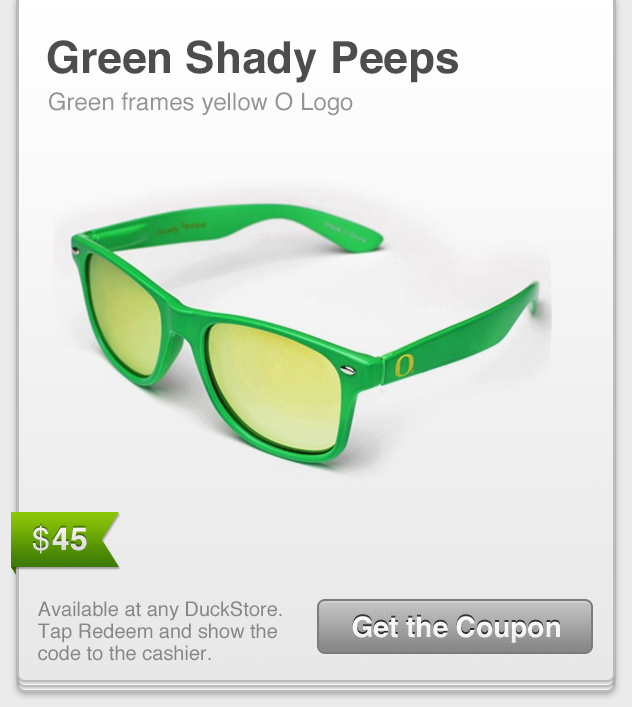 Green Shady Peeps
Green frames yellow O Logo
Shady Peeps
O
$45
Available at any DuckStore.
Tap Redeem and show the
code to the cashier.
Get the Coupon